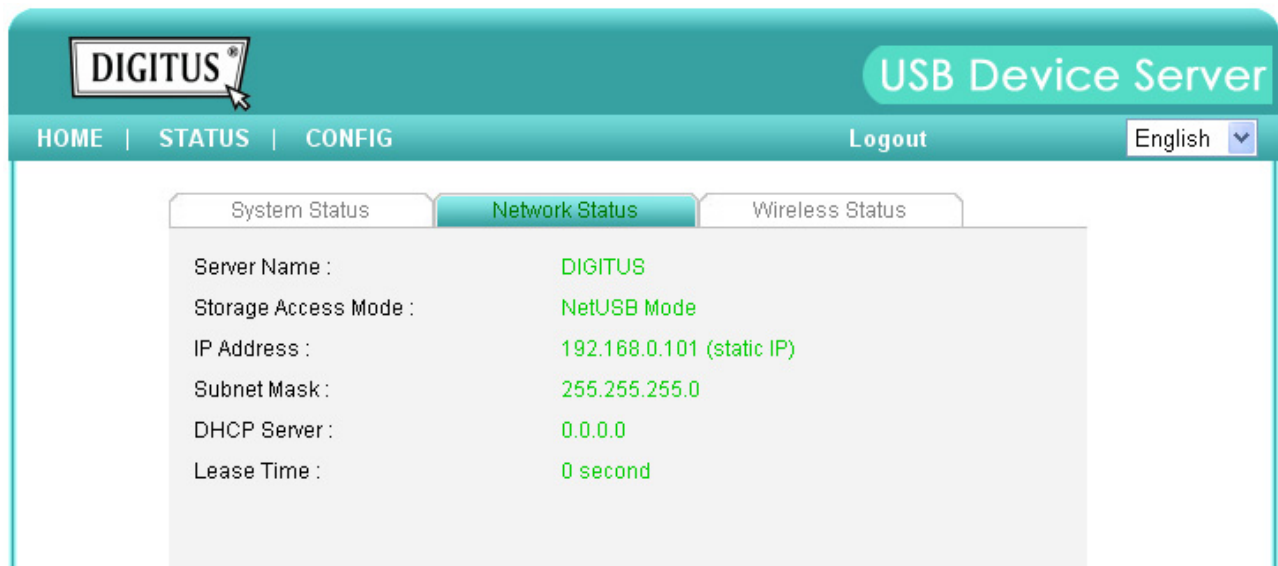 DIGITUS®
USB Device Server
HOME | STATUS | CONFIG Logout English
System Status Network Status Wireless Status
Server Name : DIGITUS
Storage Access Mode : NetUSB Mode
IP Address : 192.168.0.101 (static IP)
Subnet Mask : 255.255.255.0
DHCP Server : 0.0.0.0
Lease Time : 0 second